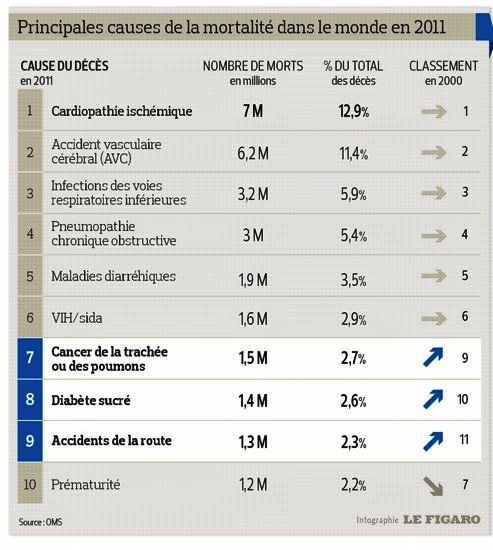 Principales causes de la mortalité dans le monde en 2011
CAUSE DU DÉCÈS NOMBRE DE MORTS % DU TOTAL CLASSEMENT
en 2011 en millions des décès en 2000
1 Cardiopathie ischémique 7 M 12,9% 1
2 Accident vasculaire
cérébral (AVC) 6,2 M 11,4% 2
3 Infections des voies
respiratoires inférieures 3,2 M 5,9% 3
4 Pneumopathie
chronique obstructive 3 M 5,4% 4
5 Maladies diarréhiques 1,9 M 3,5% 5
6 VIH/sida 1,6 M 2,9% 6
7 Cancer de la trachée
ou des poumons 1,5 M 2,7% 9
8 Diabète sucré 1,4 M 2,6% 10
9 Accidents de la route 1,3 M 2,3% 11
10 Prématurité 1,2 M 2,2% 7
Source : OMS Infographie LE FIGARO